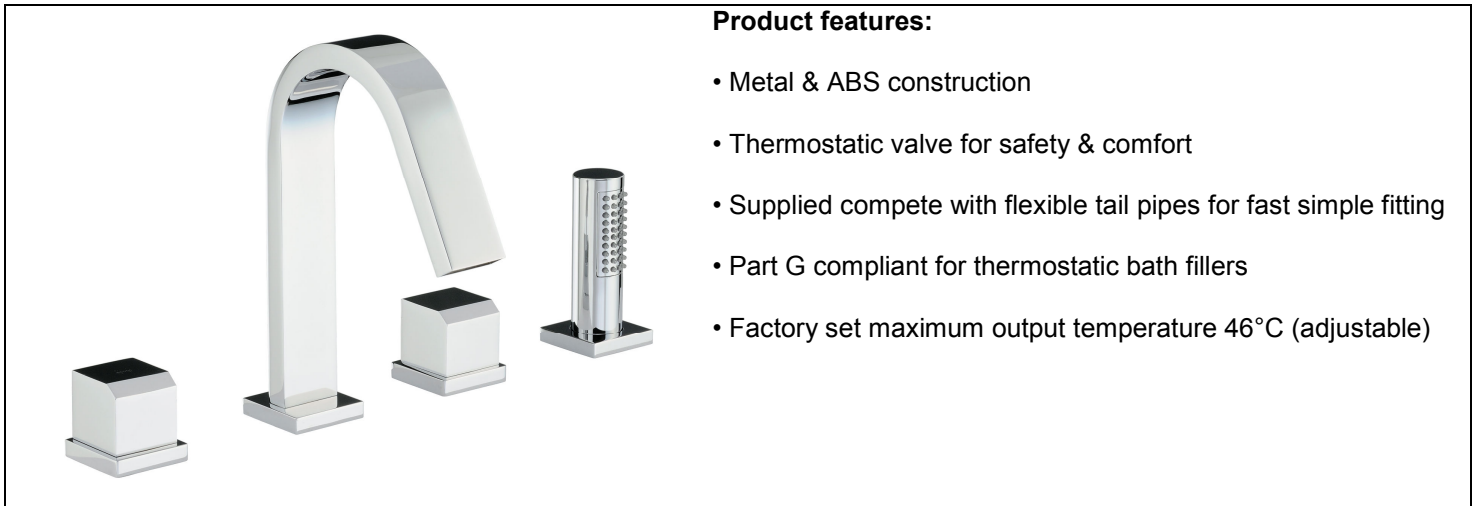 Product features:
• Metal & ABS construction
• Thermostatic valve for safety & comfort
• Supplied compete with flexible tail pipes for fast simple fitting
• Part G compliant for thermostatic bath fillers
• Factory set maximum output temperature 46°C (adjustable)